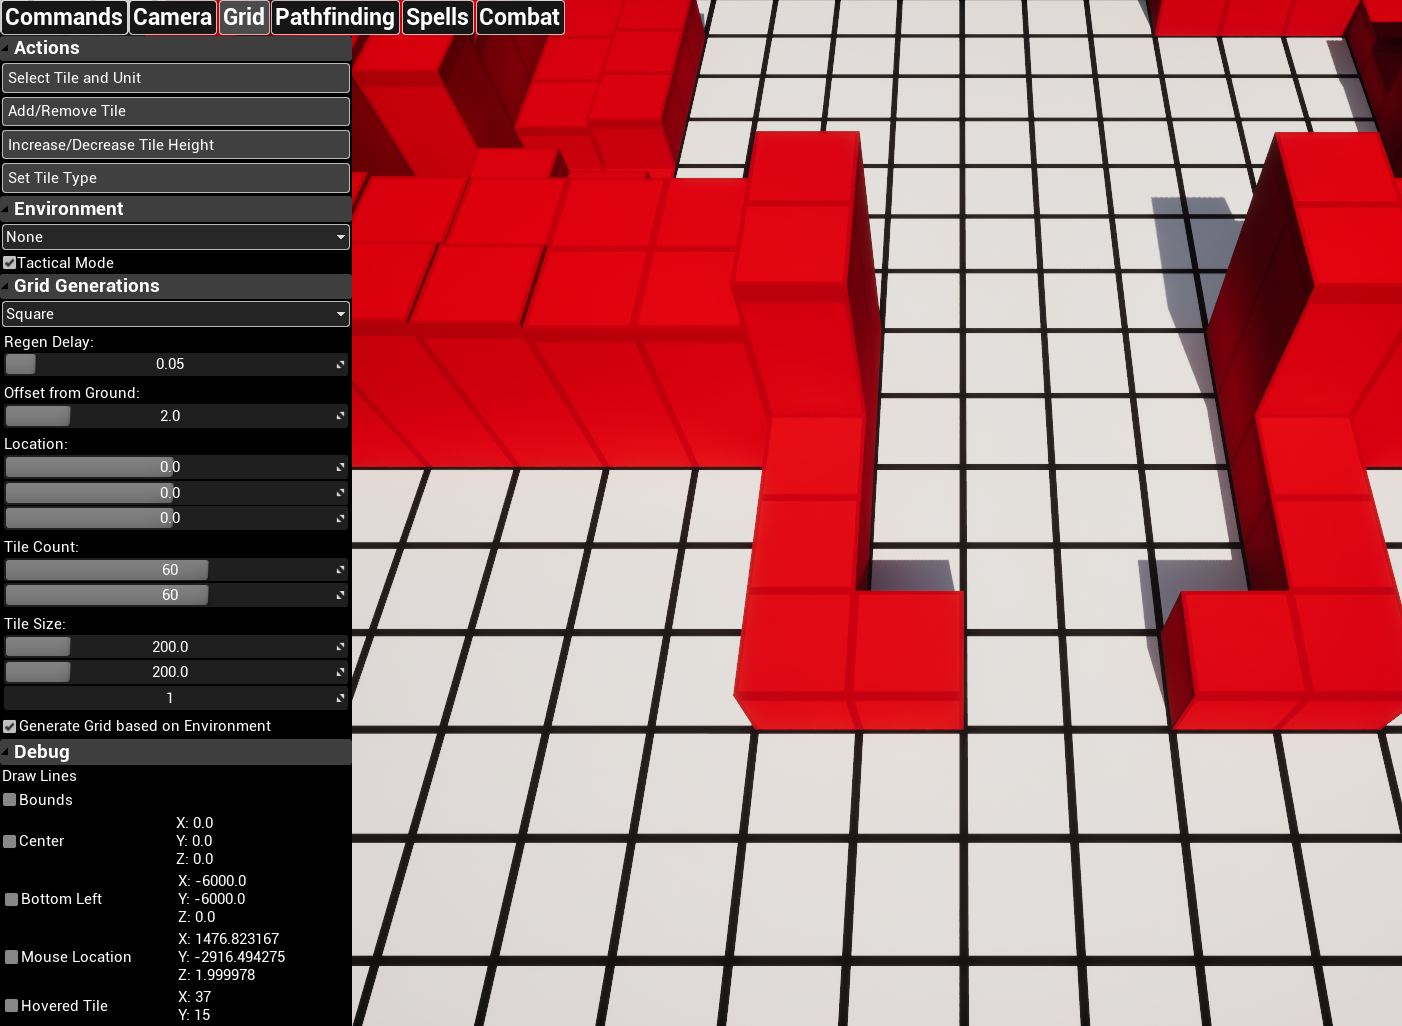 Commands Camera Grid Pathfinding Spells Combat
Actions
Select Tile and Unit
Add/Remove Tile
Increase/Decrease Tile Height
Set Tile Type
Environment
None
Tactical Mode
Grid Generations
Square
Regen Delay:
0.05
Offset from Ground:
2.0
Location:
0.0
0.0
0.0
Tile Count:
60
60
Tile Size:
200.0
200.0
1
Generate Grid based on Environment
Debug
Draw Lines
Bounds
X: 0.0
Center Y: 0.0
Z: 0.0
X: -6000.0
Bottom Left Y: -6000.0
Z: 0.0
X: 1476.823167
Mouse Location Y: -2916.494275
Z: 1.999978
X: 37
Hovered Tile
Y: 15